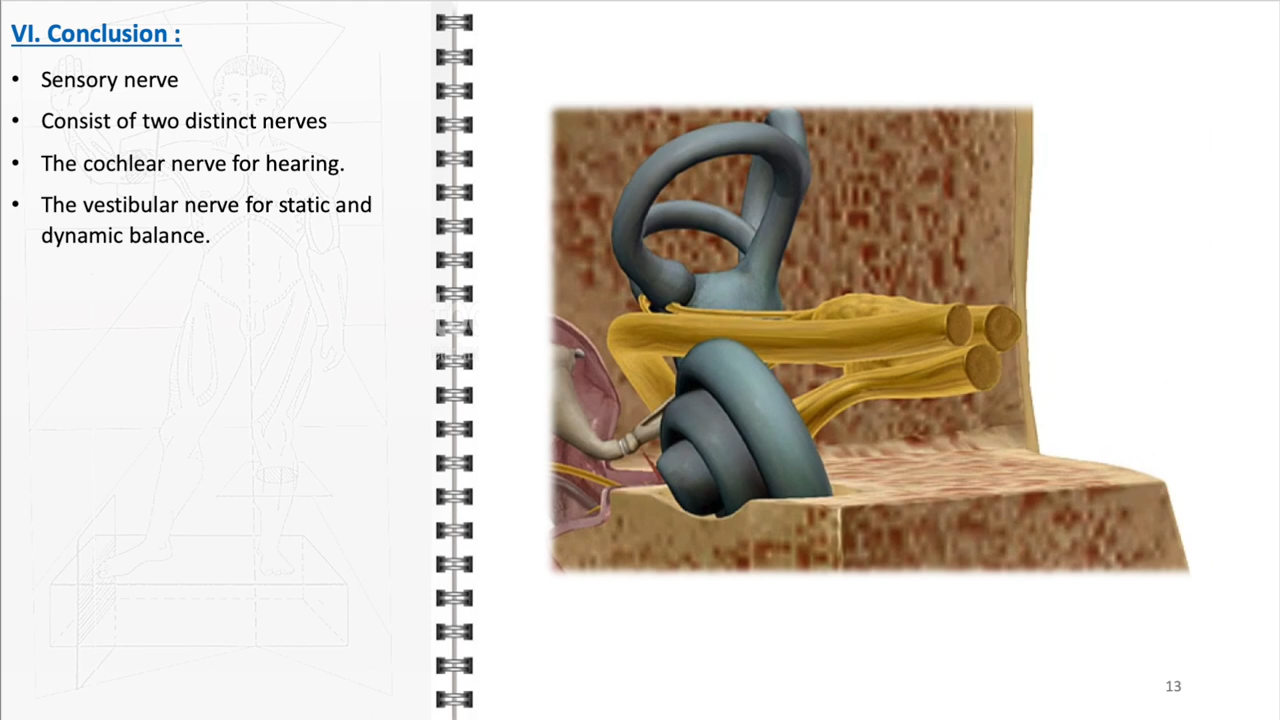 VI. Conclusion :
• Sensory nerve
• Consist of two distinct nerves
• The cochlear nerve for hearing.
• The vestibular nerve for static and
dynamic balance.
13